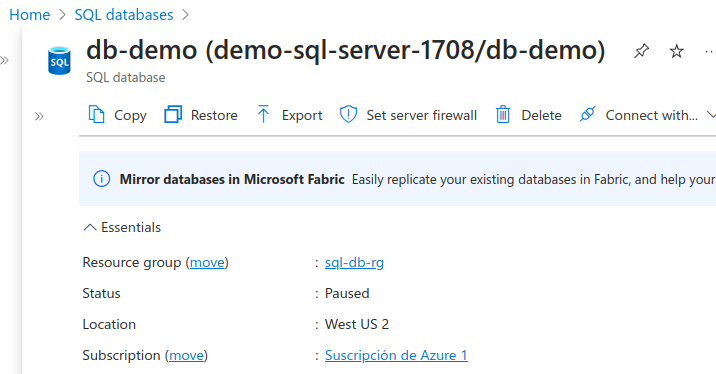 Home > SQL databases >
db-demo (demo-sql-server-1708/db-demo)
SQL
SQL database
Copy Restore Export Set server firewall Delete Connect with...
Mirror databases in Microsoft Fabric Easily replicate your existing databases in Fabric, and help your
Essentials
Resource group (move) : sql-db-rg
Status : Paused
Location : West US 2
Subscription (move) : Suscripción de Azure 1